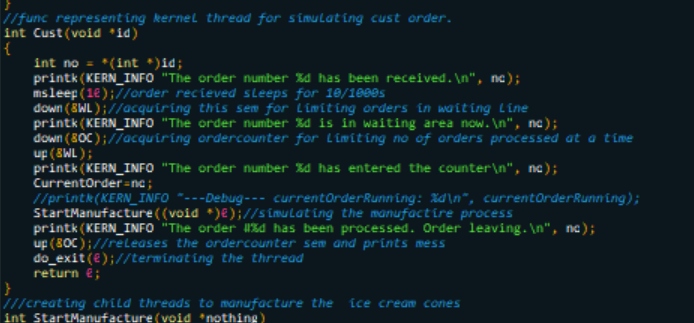 }
//func representing kernel thread for simulating cust order.
int Cust(void *id)
{
int no = *(int *)id;
printk(KERN_INFO "The order number %d has been received.\n", no);
msleep(10);//order recieved sleeps for 10/1000s
down(&WL);//acquiring this sem for limiting orders in waiting line
printk(KERN_INFO "The order number %d is in waiting area now.\n", no);
down(&OC);//acquiring ordercounter for limiting no of orders processed at a time
up(&WL);
printk(KERN_INFO "The order number %d has entered the counter\n", no);
CurrentOrder=no;
//printk(KERN_INFO "---Debug--- currentOrderRunning: %d\n", currentOrderRunning);
StartManufacture((void *)0);//simulating the manufactire process
printk(KERN_INFO "The order #%d has been processed. Order leaving.\n", no);
up(&OC);//releases the ordercounter sem and prints mess
do_exit(0);//terminating the thrread
return 0;
}
///creating child threads to manufacture the  ice cream cones
int StartManufacture(void *nothing)